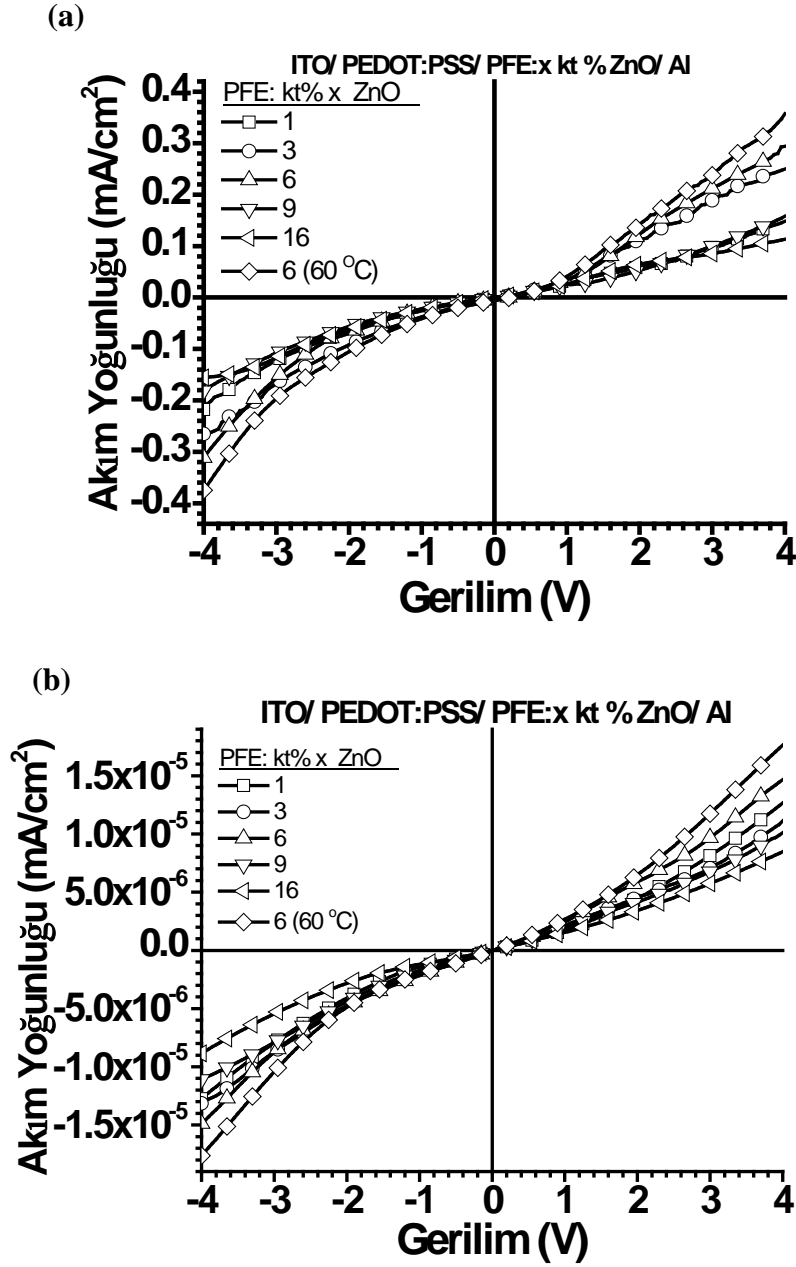 (a)
ITO/ PEDOT:PSS/ PFE:x kt % ZnO/ Al
PFE: kt% x ZnO
1
3
6
9
16
6 (60 °C)
0.4
0.3
0.2
0.1
0.0
-0.1
-0.2
-0.3
-0.4
Akım Yoğunluğu (mA/cm²)
-4 -3 -2 -1 0 1 2 3 4
Gerilim (V)
(b)
ITO/ PEDOT:PSS/ PFE:x kt % ZnO/ Al
PFE: kt% x ZnO
1
3
6
9
16
6 (60 °C)
1.5x10⁻⁵
1.0x10⁻⁵
5.0x10⁻⁶
0.0
-5.0x10⁻⁶
-1.0x10⁻⁵
-1.5x10⁻⁵
Akım Yoğunluğu (mA/cm²)
-4 -3 -2 -1 0 1 2 3 4
Gerilim (V)